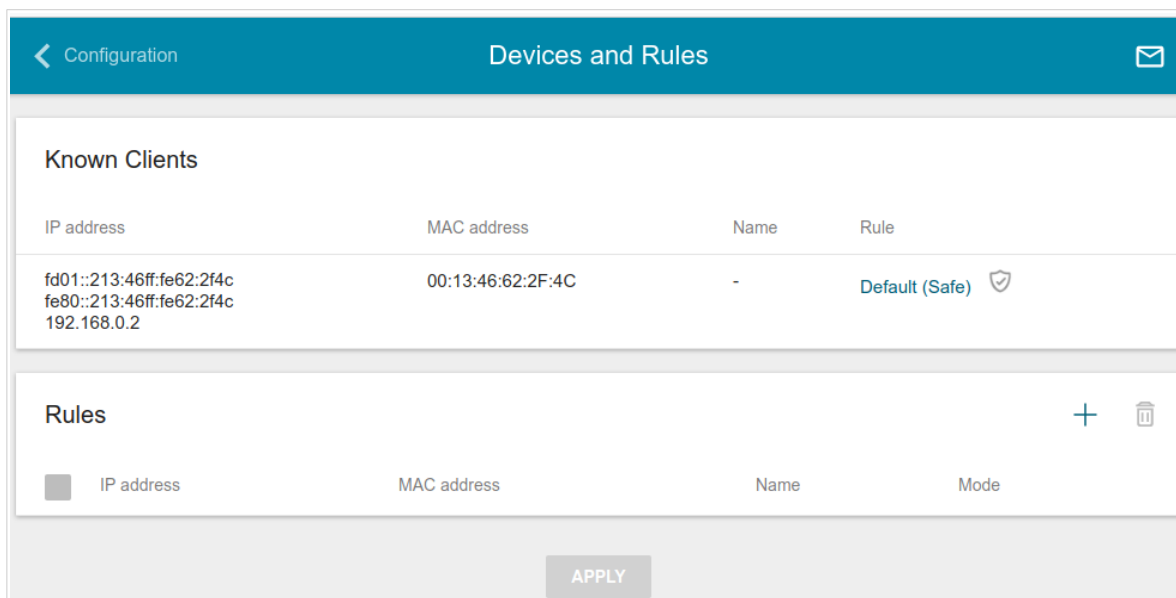 Configuration
Devices and Rules
Known Clients
IP address MAC address Name Rule
fd01::213:46ff:fe62:2f4c 00:13:46:62:2F:4C - Default (Safe)
fe80::213:46ff:fe62:2f4c
192.168.0.2
Rules
IP address MAC address Name Mode
APPLY